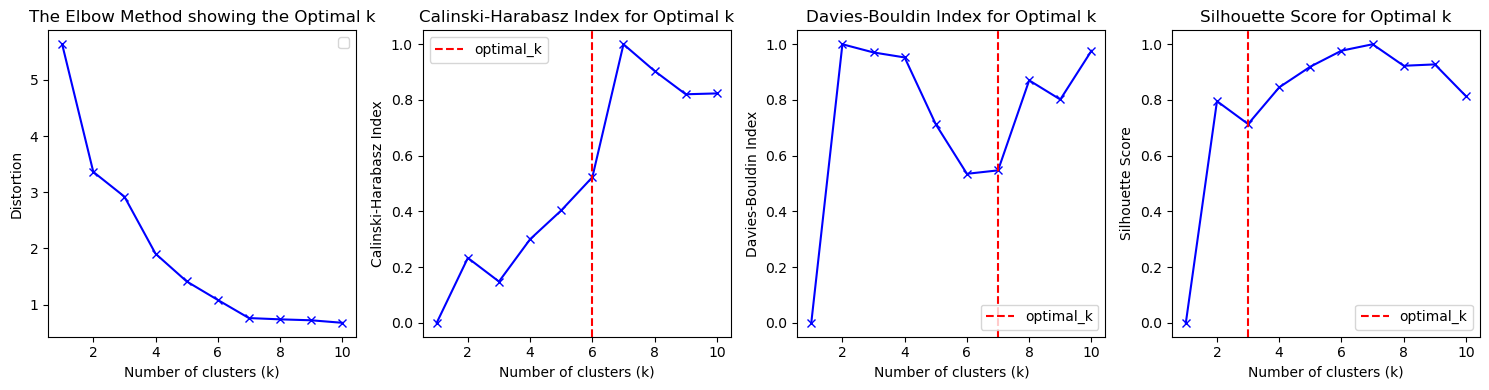 The Elbow Method showing the Optimal k
Distortion
5
4
3
2
1
2 4 6 8 10
Number of clusters (k)
Calinski-Harabasz Index for Optimal k
optimal_k
Calinski-Harabasz Index
1.0
0.8
0.6
0.4
0.2
0.0
2 4 6 8 10
Number of clusters (k)
Davies-Bouldin Index for Optimal k
Davies-Bouldin Index
1.0
0.8
0.6
0.4
0.2
0.0
optimal_k
2 4 6 8 10
Number of clusters (k)
Silhouette Score for Optimal k
Silhouette Score
1.0
0.8
0.6
0.4
0.2
0.0
optimal_k
2 4 6 8 10
Number of clusters (k)